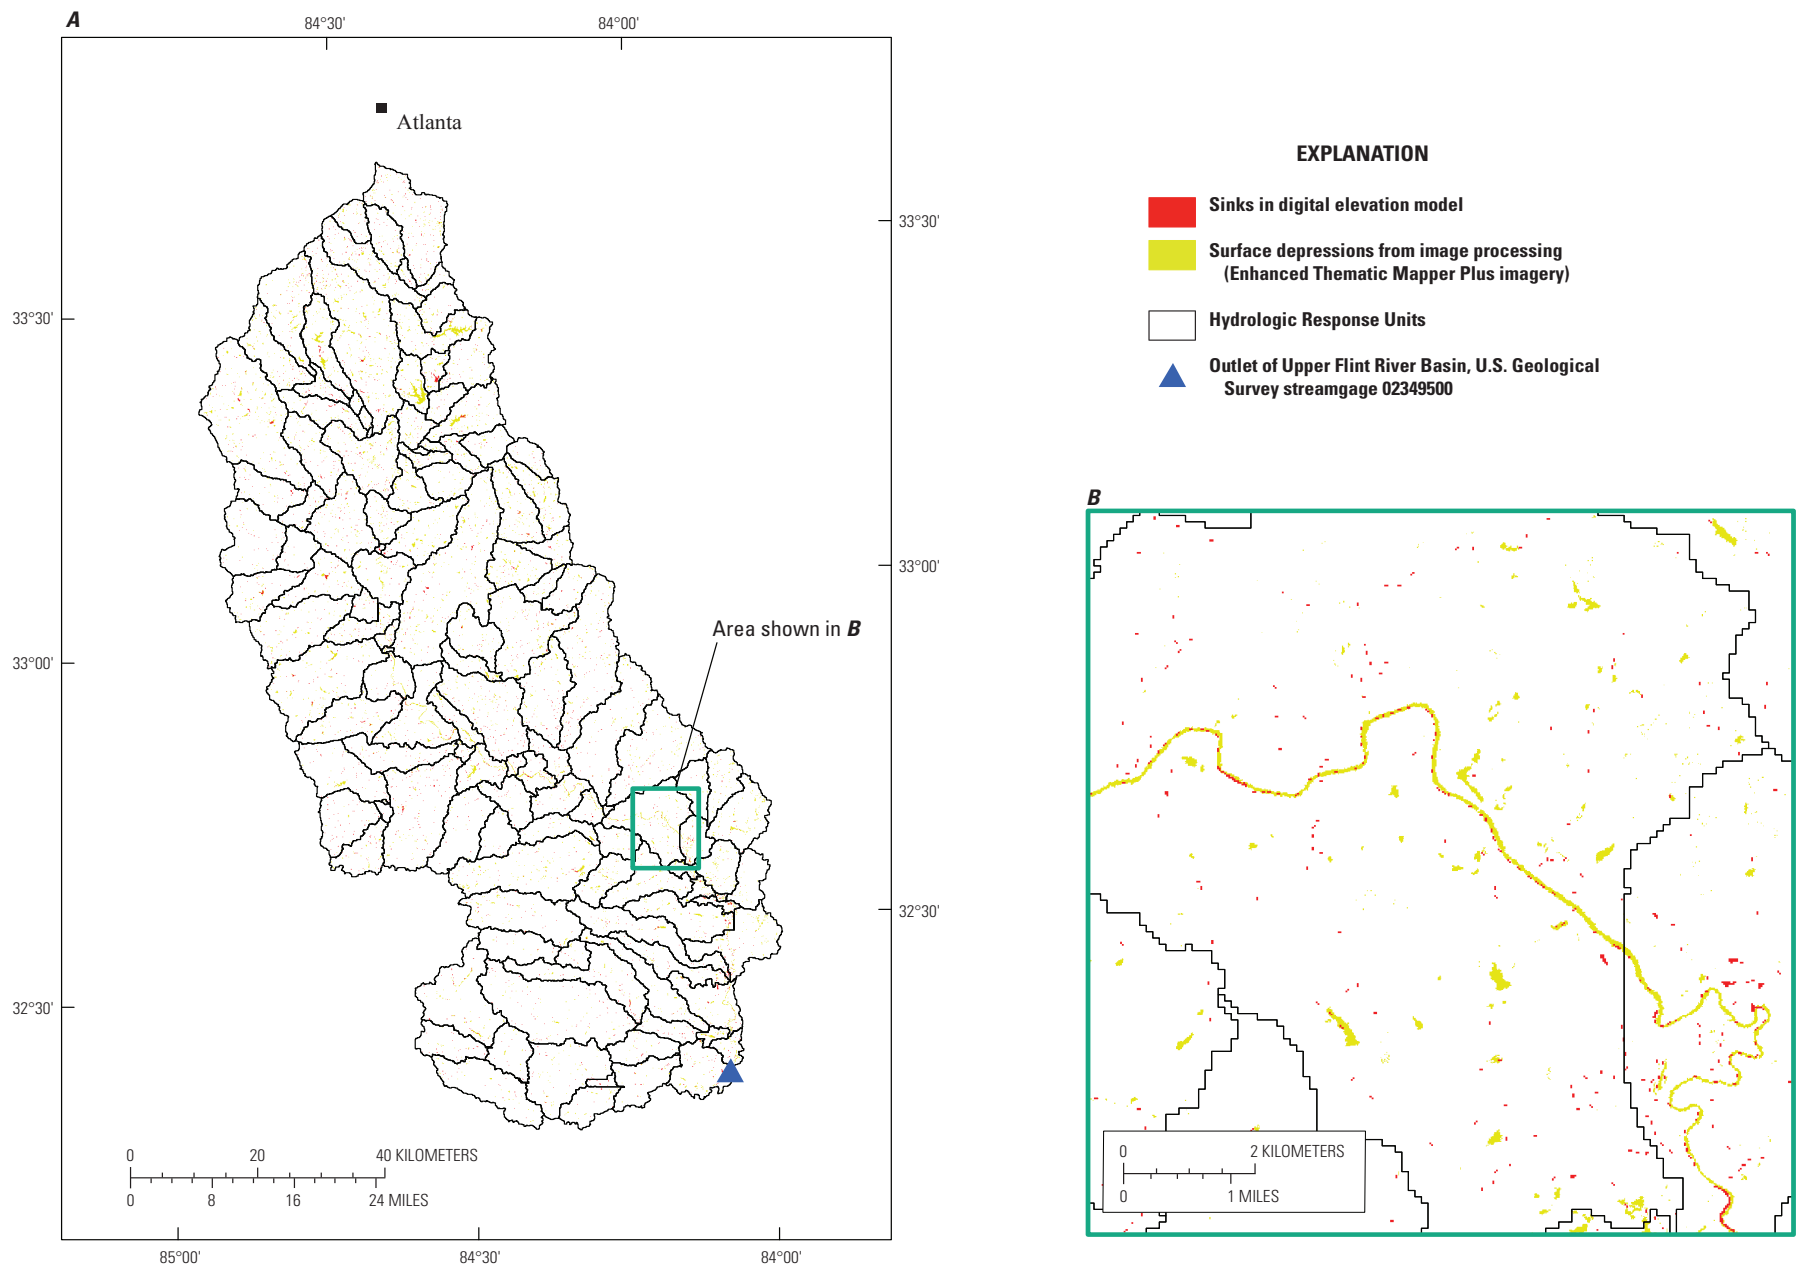 A
84°30'
84°00'
Atlanta
33°30'
33°30'
33°00'
Area shown in B
33°00'
32°30'
32°30'
0 20 40 KILOMETERS
0 8 16 24 MILES
85°00'
84°30'
84°00'
EXPLANATION
Sinks in digital elevation model
Surface depressions from image processing
(Enhanced Thematic Mapper Plus imagery)
Hydrologic Response Units
Outlet of Upper Flint River Basin, U.S. Geological
Survey streamgage 02349500
B
0 2 KILOMETERS
0 1 MILES